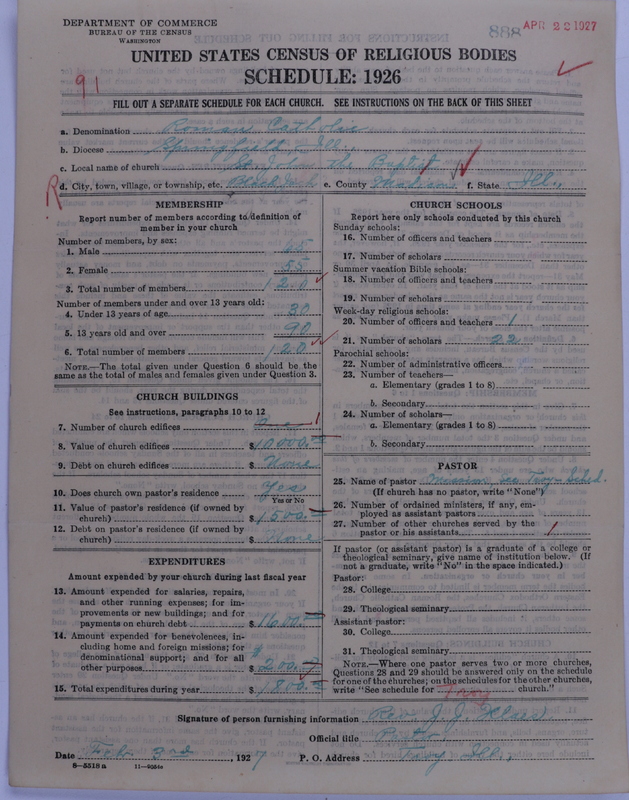 DEPARTMENT OF COMMERCE
BUREAU OF THE CENSUS
WASHINGTON
888
APR 22 1927
UNITED STATES CENSUS OF RELIGIOUS BODIES
SCHEDULE: 1926
91
FILL OUT A SEPARATE SCHEDULE FOR EACH CHURCH. SEE INSTRUCTIONS ON THE BACK OF THIS SHEET
a. Denomination Roman Catholic
b. Diocese Springfield, Ill.,
c. Local name of church St. John the Baptist
R d. City, town, village, or township, etc. Black Jack e. County Madison f. State Ill.,
MEMBERSHIP
Report number of members according to definition of member in your church
Number of members, by sex:
1. Male 65
2. Female 55
3. Total number of members 120
Number of members under and over 13 years old:
4. Under 13 years of age 30
5. 13 years old and over 90
6. Total number of members 120
NOTE.—The total given under Question 6 should be same as the total of males and females given under Question 3.
CHURCH BUILDINGS
See instructions, paragraphs 10 to 12
7. Number of church edifices 1
8. Value of church edifices $10000.
9. Debt on church edifices $ None
10. Does church own pastor's residence Yes
Yes or No
11. Value of pastor's residence (if owned by church) $1500.
12. Debt on pastor's residence (if owned by church) $ None
EXPENDITURES
Amount expended by your church during last fiscal year
13. Amount expended for salaries, repairs, and other running expenses; for improvements or new buildings; and for payments on church debt $1600.
14. Amount expended for benevolences, including home and foreign missions; for denominational support; and for all other purposes $200.
15. Total expenditures during year $1800.
CHURCH SCHOOLS
Report here only schools conducted by this church
Sunday schools:
16. Number of officers and teachers
17. Number of scholars
Summer vacation Bible schools:
18. Number of officers and teachers
19. Number of scholars
Week-day religious schools:
20. Number of officers and teachers 1
21. Number of scholars 22
Parochial schools:
22. Number of administrative officers
23. Number of teachers—
a. Elementary (grades 1 to 8)
b. Secondary
24. Number of scholars—
a. Elementary (grades 1 to 8)
b. Secondary
PASTOR
25. Name of pastor Mission, see Troy Sched.
(If church has no pastor, write "None")
26. Number of ordained ministers, if any, employed as assistant pastors
27. Number of other churches served by the pastor or his assistants 1
If pastor (or assistant pastor) is a graduate of a college or theological seminary, give name of institution below. (If not a graduate, write "No" in the space indicated.)
Pastor:
28. College
29. Theological seminary
Assistant pastor:
30. College
31. Theological seminary
NOTE.—Where one pastor serves two or more churches, Questions 28 and 29 should be answered only on the schedule for one of the churches; on the schedules for the other churches, write "See schedule for Troy church."
Signature of person furnishing information Rev. J. J.
Official title Pastor
Date Feb. 3rd, 1927 P. O. Address Troy, Ill.,
8—5518 a 11—9554c